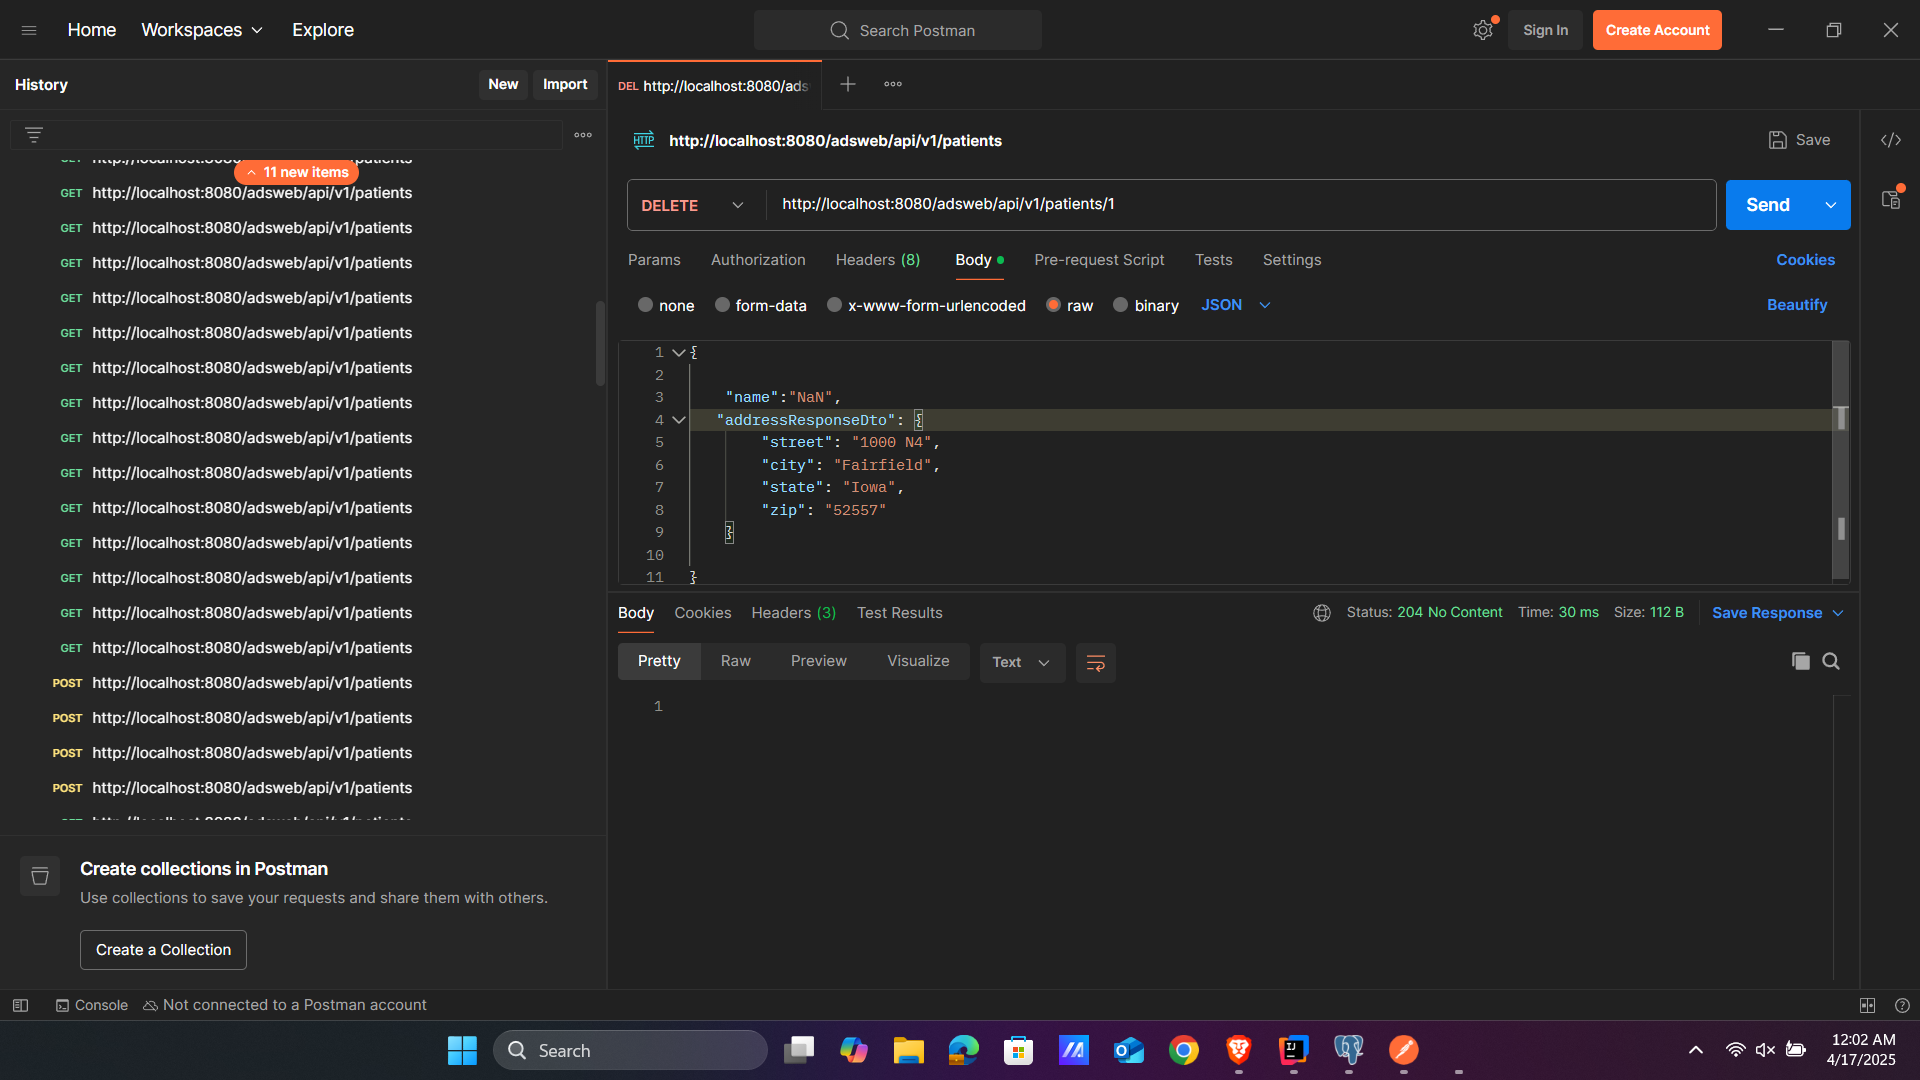 Home
Workspaces
Explore
Search Postman
Sign In
Create Account
History
New
Import
11 new items
GET http://localhost:8080/adsweb/api/v1/patients
GET http://localhost:8080/adsweb/api/v1/patients
GET http://localhost:8080/adsweb/api/v1/patients
GET http://localhost:8080/adsweb/api/v1/patients
GET http://localhost:8080/adsweb/api/v1/patients
GET http://localhost:8080/adsweb/api/v1/patients
GET http://localhost:8080/adsweb/api/v1/patients
GET http://localhost:8080/adsweb/api/v1/patients
GET http://localhost:8080/adsweb/api/v1/patients
GET http://localhost:8080/adsweb/api/v1/patients
GET http://localhost:8080/adsweb/api/v1/patients
GET http://localhost:8080/adsweb/api/v1/patients
GET http://localhost:8080/adsweb/api/v1/patients
GET http://localhost:8080/adsweb/api/v1/patients
POST http://localhost:8080/adsweb/api/v1/patients
POST http://localhost:8080/adsweb/api/v1/patients
POST http://localhost:8080/adsweb/api/v1/patients
POST http://localhost:8080/adsweb/api/v1/patients
Create collections in Postman
Use collections to save your requests and share them with others.
Create a Collection
DEL http://localhost:8080/ads
HTTP http://localhost:8080/adsweb/api/v1/patients
Save
DELETE
http://localhost:8080/adsweb/api/v1/patients/1
Send
Params
Authorization
Headers (8)
Body
Pre-request Script
Tests
Settings
Cookies
none
form-data
x-www-form-urlencoded
raw
binary
JSON
Beautify
1 {
2
3 "name":"NaN",
4 "addressResponseDto": {
5 "street": "1000 N4",
6 "city": "Fairfield",
7 "state": "Iowa",
8 "zip": "52557"
9 }
10
11 }
Body
Cookies
Headers (3)
Test Results
Status: 204 No Content
Time: 30 ms
Size: 112 B
Save Response
Pretty
Raw
Preview
Visualize
Text
1
Console
Not connected to a Postman account
Search
12:02 AM
4/17/2025